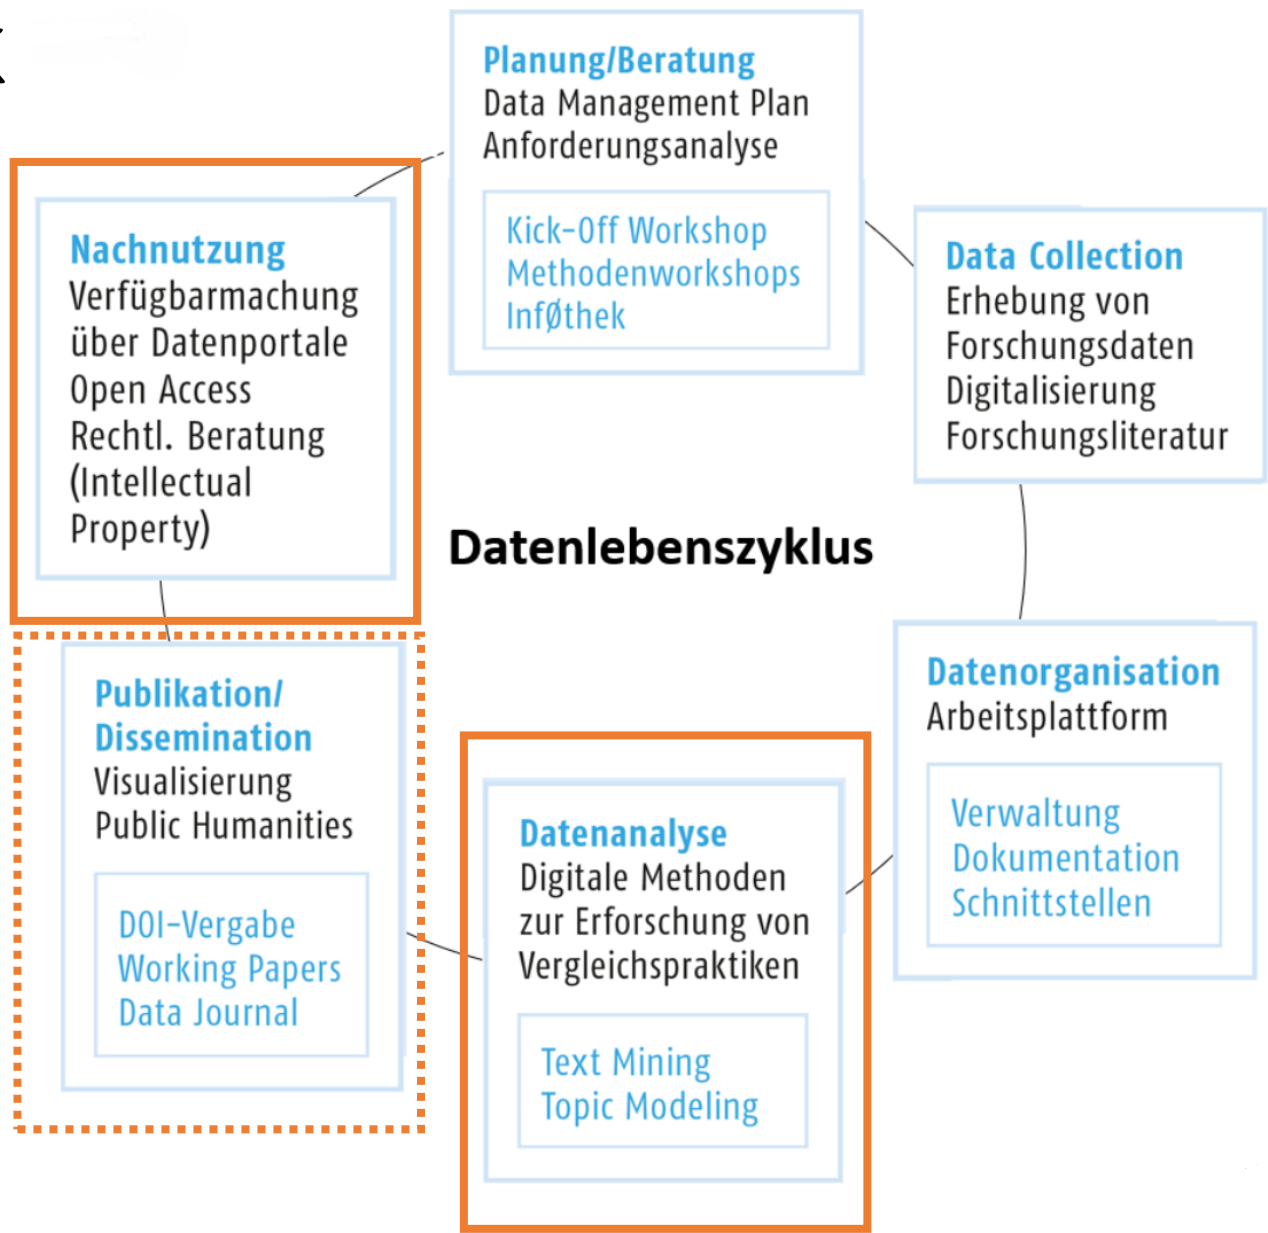 Planung/Beratung
Data Management Plan
Anforderungsanalyse
Kick-Off Workshop
Methodenworkshops
InfØthek
Data Collection
Erhebung von
Forschungsdaten
Digitalisierung
Forschungsliteratur
Datenorganisation
Arbeitsplattform
Verwaltung
Dokumentation
Schnittstellen
Datenanalyse
Digitale Methoden
zur Erforschung von
Vergleichspraktiken
Text Mining
Topic Modeling
Publikation/
Dissemination
Visualisierung
Public Humanities
DOI-Vergabe
Working Papers
Data Journal
Nachnutzung
Verfügbarmachung
über Datenportale
Open Access
Rechtl. Beratung
(Intellectual
Property)
Datenlebenszyklus